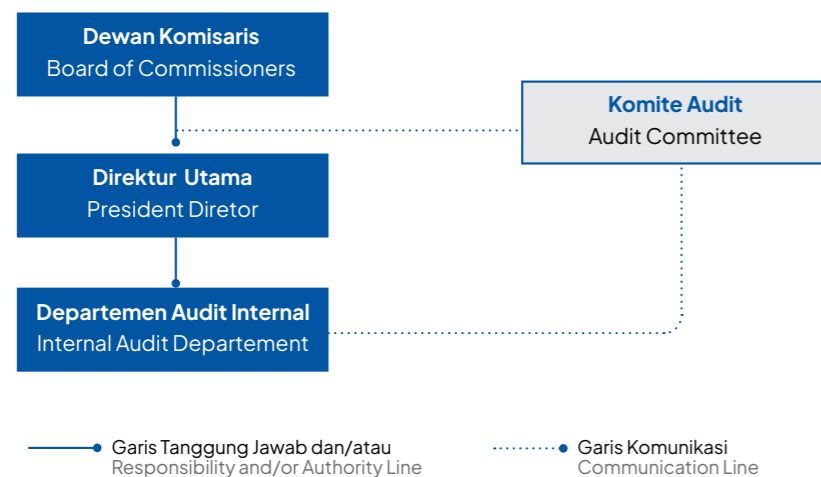 Dewan Komisaris
Board of Commissioners
Komite Audit
Audit Committee
Direktur Utama
President Diretor
Departemen Audit Internal
Internal Audit Departement
Garis Tanggung Jawab dan/atau
Responsibility and/or Authority Line
Garis Komunikasi
Communication Line